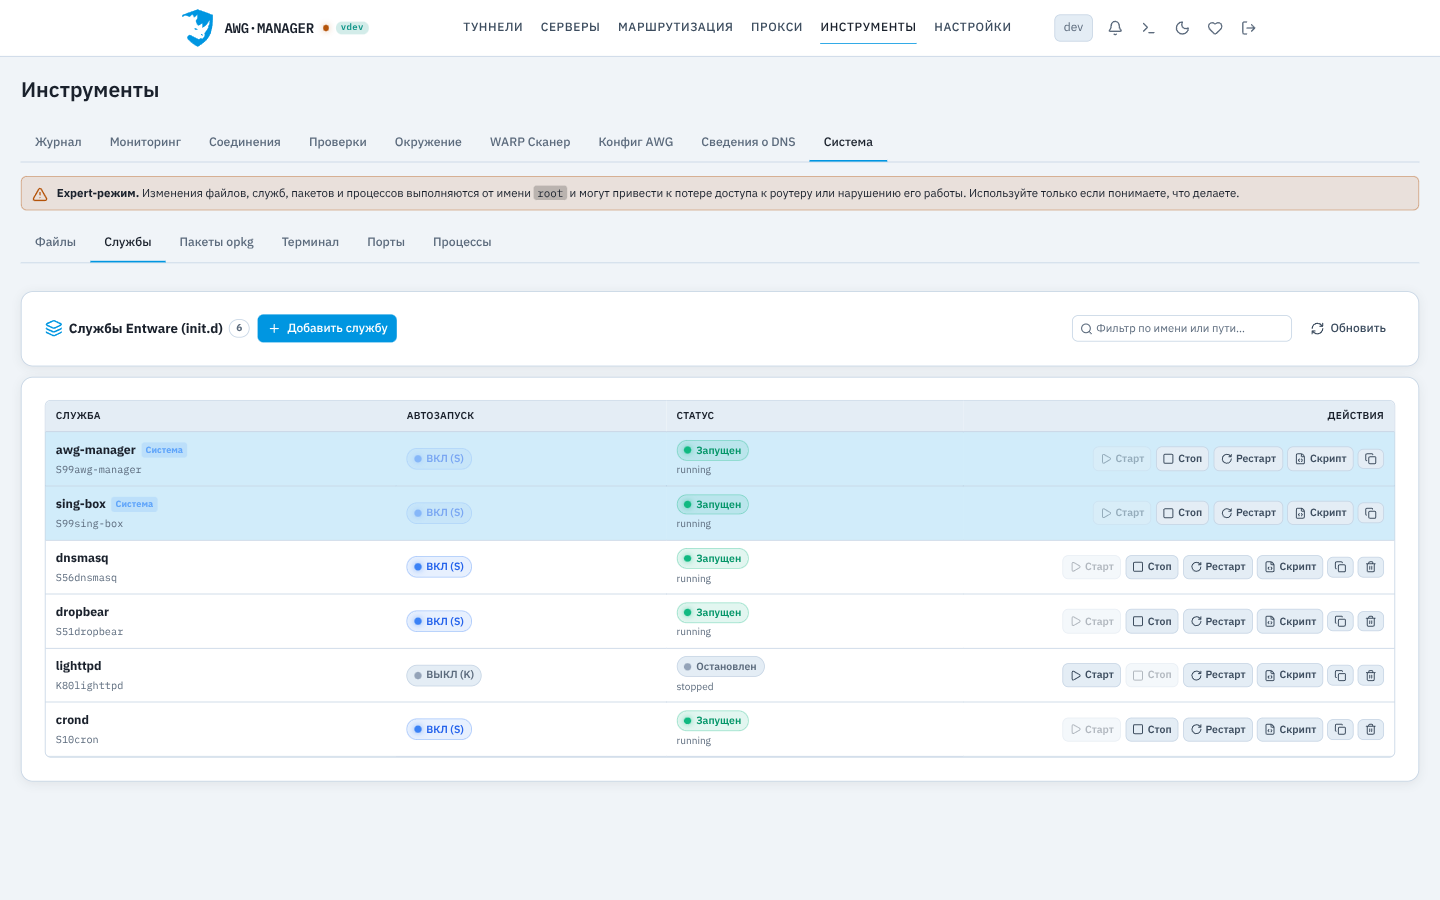 AWG·MANAGER vdev ТУННЕЛИ СЕРВЕРЫ МАРШРУТИЗАЦИЯ ПРОКСИ ИНСТРУМЕНТЫ НАСТРОЙКИ dev
Инструменты
Журнал Мониторинг Соединения Проверки Окружение WARP Сканер Конфиг AWG Сведения о DNS Система
Expert-режим. Изменения файлов, служб, пакетов и процессов выполняются от имени root и могут привести к потере доступа к роутеру или нарушению его работы. Используйте только если понимаете, что делаете.
Файлы Службы Пакеты opkg Терминал Порты Процессы
Службы Entware (init.d) 6 Добавить службу Фильтр по имени или пути... Обновить
СЛУЖБА АВТОЗАПУСК СТАТУС ДЕЙСТВИЯ
awg-manager Система ВКЛ (S) Запущен Старт Стоп Рестарт Скрипт
S99awg-manager running
sing-box Система ВКЛ (S) Запущен Старт Стоп Рестарт Скрипт
S99sing-box running
dnsmasq ВКЛ (S) Запущен Старт Стоп Рестарт Скрипт
S56dnsmasq running
dropbear ВКЛ (S) Запущен Старт Стоп Рестарт Скрипт
S51dropbear running
lighttpd ВЫКЛ (K) Остановлен Старт Стоп Рестарт Скрипт
K80lighttpd stopped
crond ВКЛ (S) Запущен Старт Стоп Рестарт Скрипт
S10cron running